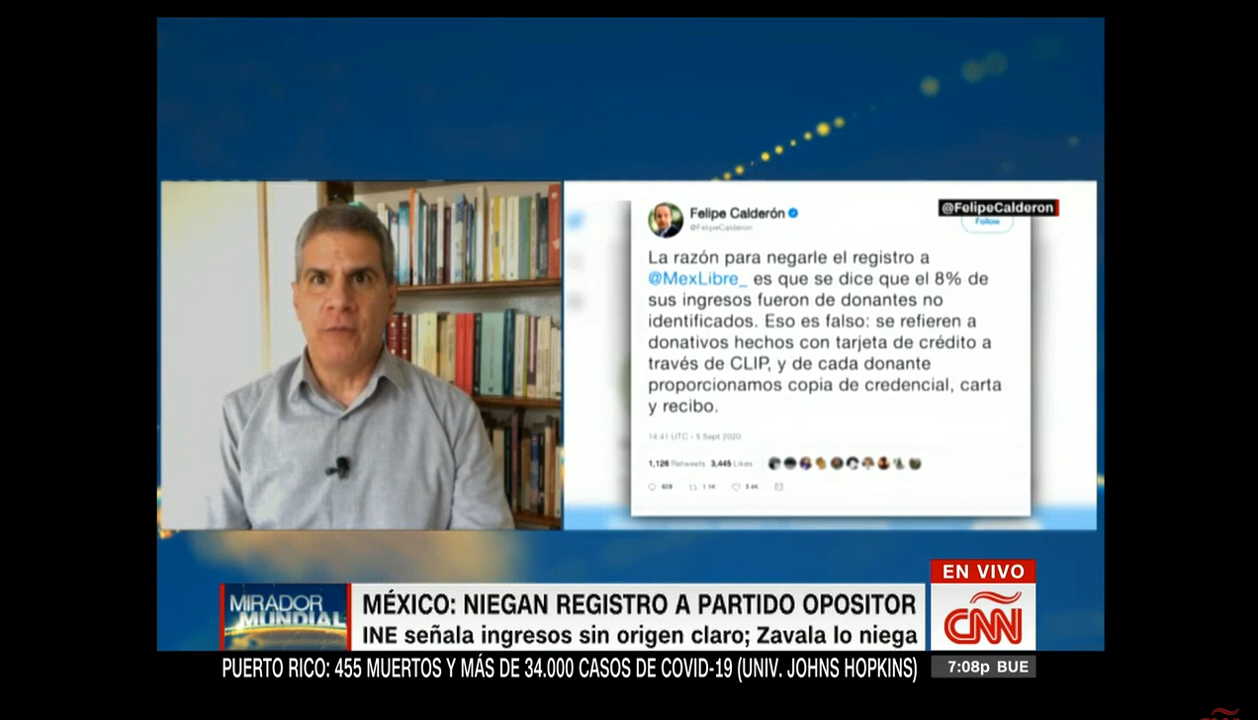 Felipe Calderón
@FelipeCalderon
@FelipeCalderon
Follow
La razón para negarle el registro a
@MexLibre_ es que se dice que el 8% de
sus ingresos fueron de donantes no
identificados. Eso es falso: se refieren a
donativos hechos con tarjeta de crédito a
través de CLIP, y de cada donante
proporcionamos copia de credencial, carta
y recibo.
14:41 UTC - 5 Sept 2020
1,126 Retweets 3,445 Likes
EN VIVO
MIRADOR
MUNDIAL
MÉXICO: NIEGAN REGISTRO A PARTIDO OPOSITOR
INE señala ingresos sin origen claro; Zavala lo niega
CNN
PUERTO RICO: 455 MUERTOS Y MÁS DE 34.000 CASOS DE COVID-19 (UNIV. JOHNS HOPKINS)
7:08p BUE